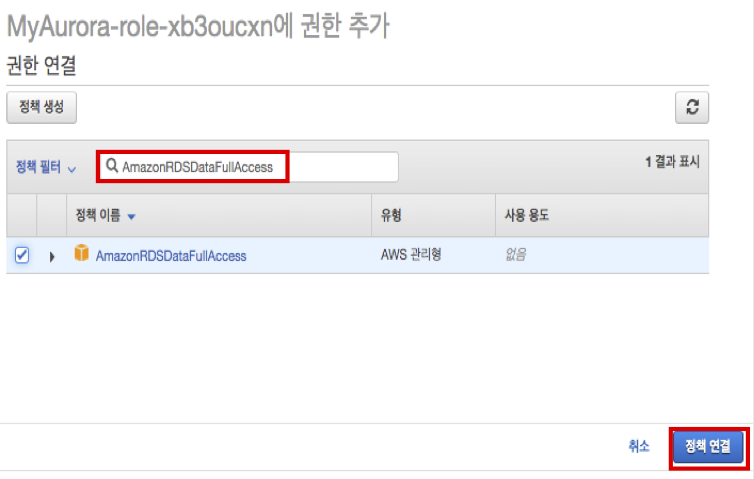 MyAurora-role-xb3oucxn에 권한 추가
권한 연결
정책 생성
정책 필터 AmazonRDSDataFullAccess 1 결과 표시
정책 이름 유형 사용 용도
AmazonRDSDataFullAccess AWS 관리형 없음
취소 정책 연결